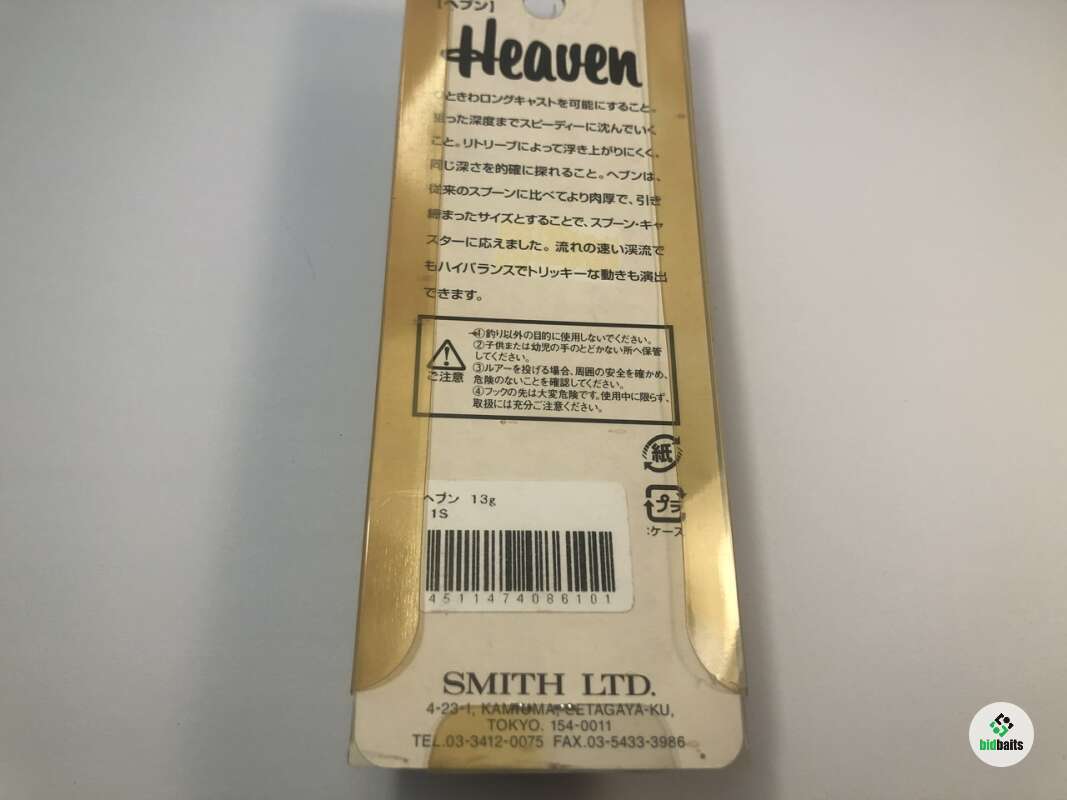 [ヘブン]
Heaven
ときわロングキャストを可能にすること。
った深度までスピーディーに沈んでいく
こと。リトリーブによって浮き上がりにくく、
同じ深さを的確に探れること。ヘブンは、
従来のスプーンに比べてより肉厚で、引き
締まったサイズとすることで、スプーン・キャ
スターに応えました。流れの速い渓流で
もハイバランスでトリッキーな動きも演出
できます。
ご注意
①釣り以外の目的に使用しないでください。
②子供または幼児の手のとどかない所へ保管
してください。
③ルアーを投げる場合、周囲の安全を確かめ、
危険のないことを確認してください。
④フックの先は大変危険です。使用中に限らず、
取扱には充分ご注意ください。
紙
プラ
:ケース
ヘブン 13g
1S
4511474086101
SMITH LTD.
4-23-1, KAMIUMA, SETAGAYA-KU,
TOKYO. 154-0011
TEL.03-3412-0075 FAX.03-5433-3986
bidbaits